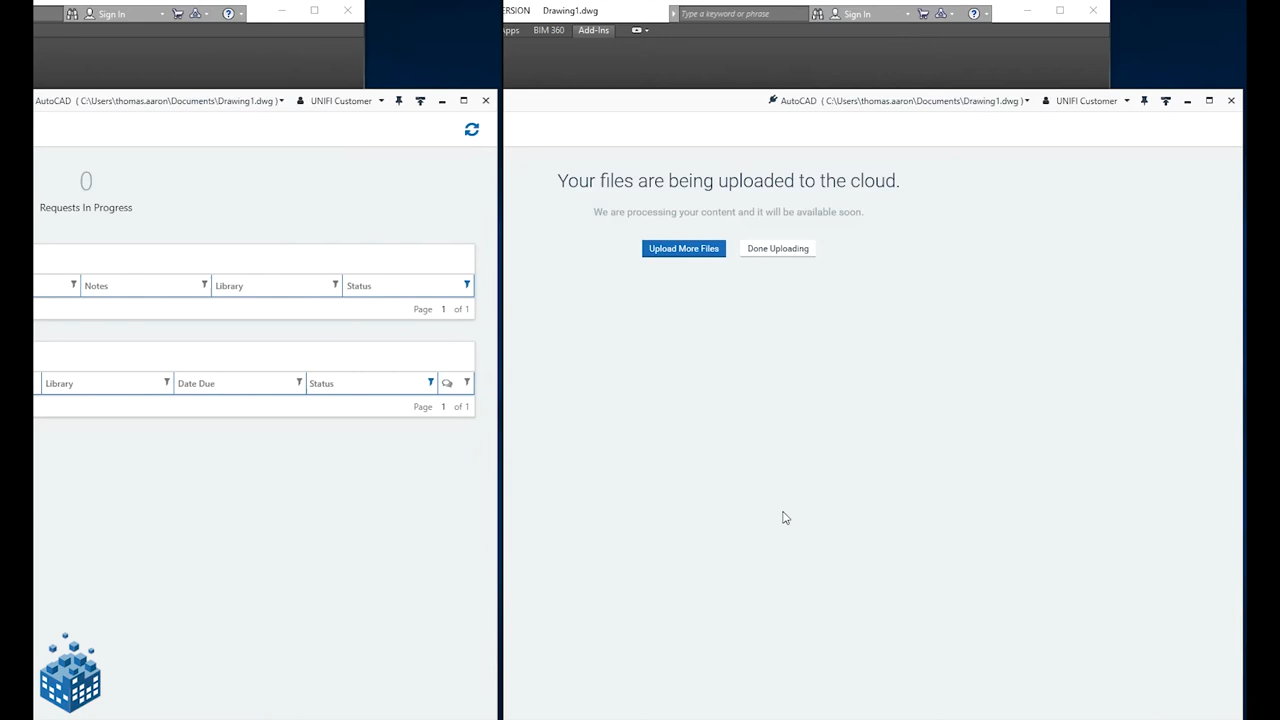 Sign In
ERSION Drawing1.dwg
Type a keyword or phrase
Sign In
Apps BIM 360 Add-Ins
AutoCAD ( C:\Users\thomas.aaron\Documents\Drawing1.dwg )
UNIFI Customer
AutoCAD ( C:\Users\thomas.aaron\Documents\Drawing1.dwg )
UNIFI Customer
0
Requests In Progress
Notes Library Status
Page 1 of 1
Library Date Due Status
Page 1 of 1
Your files are being uploaded to the cloud.
We are processing your content and it will be available soon.
Upload More Files Done Uploading